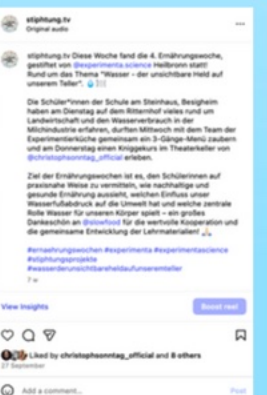 stiphtung.tv
Original audio
stiphtung.tv Diese Woche fand die 4. Ernährungswoche,
gestiftet von @experimenta.science Heilbronn statt!
Rund um das Thema "Wasser - der unsichtbare Held auf
unserem Teller". 💧🍽️
Die Schüler*innen der Schule am Steinhaus, Besigheim
haben am Dienstag auf dem Ritterhof vieles rund um
Landwirtschaft und den Wasserverbrauch in der
Milchindustrie erfahren, durften Mittwoch mit dem Team der
Experimentierküche gemeinsam ein 3-Gänge-Menü zaubern
und am Donnerstag einen Kniggekurs im Theaterkeller von
@christophsonntag_official erleben.
Ziel der Ernährungswochen ist es, den Schülerinnen auf
praxisnahe Weise zu vermitteln, wie nachhaltige und
gesunde Ernährung aussieht, welchen Einfluss unser
Wasserfußabdruck auf die Umwelt hat und welche zentrale
Rolle Wasser für unseren Körper spielt – ein großes
Dankeschön an @slowfood für die wertvolle Kooperation und
die gemeinsame Entwicklung der Lehrmaterialien! 🙏
#ernaehrungswochen #experimenta #experimentascience
#stiphtungsprojekte
#wasserderunsichtbareheldaufunseremteller
7 w
View Insights
Boost reel
Liked by christophsonntag_official and 8 others
27 September
Add a comment...
Post